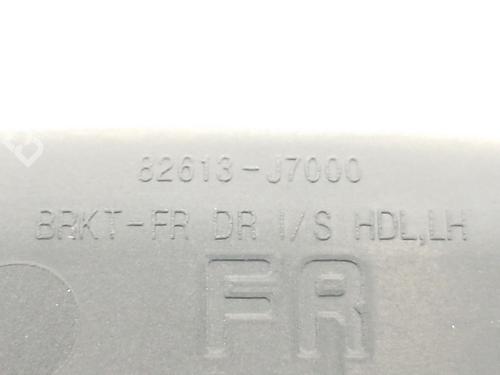 82613-J7000
BRKT-FR DR I/S HDL,LH
FR